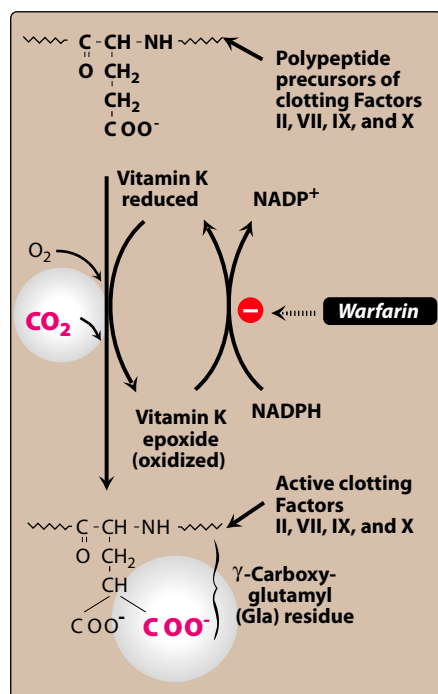 C – CH – NH
O CH₂
CH₂
COO⁻
Polypeptide
precursors of
clotting Factors
II, VII, IX, and X
Vitamin K
reduced
NADP⁺
O₂
CO₂
Warfarin
Vitamin K
epoxide
(oxidized)
NADPH
Active clotting
Factors
II, VII, IX, and X
C – CH – NH
O CH₂
CH
COO⁻ COO⁻
γ-Carboxy-
glutamyl
(Gla) residue